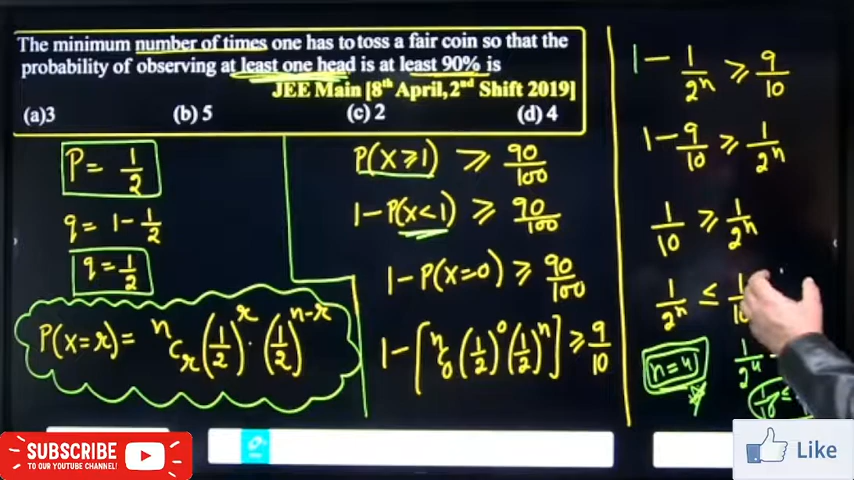 The minimum number of times one has to toss a fair coin so that the
probability of observing at least one head is at least 90% is
JEE Main [8th April, 2nd Shift 2019]
(a)3 (b) 5 (c) 2 (d) 4
P = 1/2
q = 1 - 1/2
q = 1/2
P(X=r) = nCr (1/2)^r · (1/2)^(n-r)
P(X≥1) ≥ 90/100
1-P(X<1) ≥ 90/100
1-P(X=0) ≥ 90/100
1-[nC0 (1/2)^0 (1/2)^n] ≥ 9/10
1 - 1/2^n ≥ 9/10
1 - 9/10 ≥ 1/2^n
1/10 ≥ 1/2^n
1/2^n ≤
n=4
1/2^4
SUBSCRIBE
TO OUR YOUTUBE CHANNEL!
Like